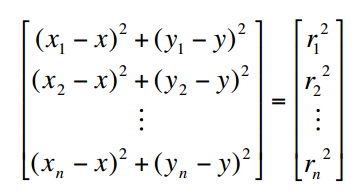 (x₁ − x)² + (y₁ − y)² r₁²
(x₂ − x)² + (y₂ − y)² r₂²
⋮ = ⋮
(xₙ − x)² + (yₙ − y)² rₙ²